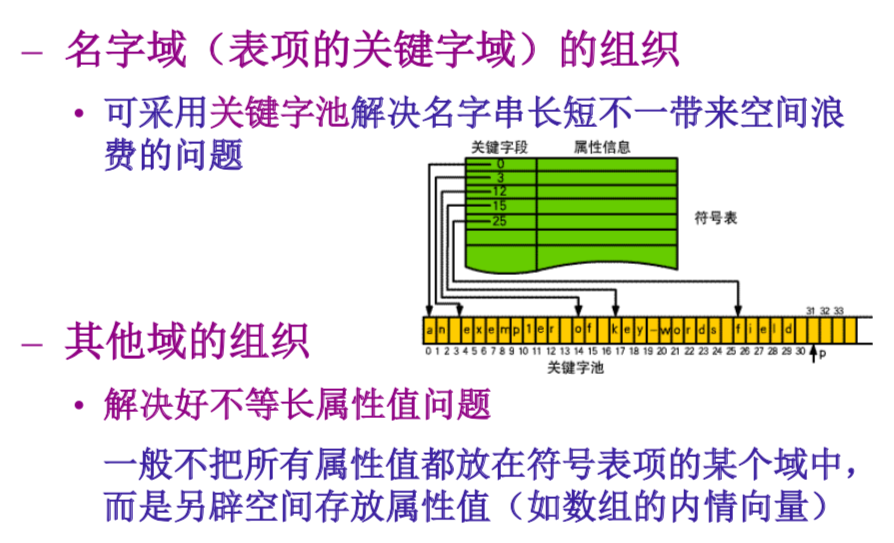 – 名字域（表项的关键字域）的组织
• 可采用关键字池解决名字串长短不一带来空间浪
费的问题
关键字段 属性信息
0
3
12
15
25
符号表
– 其他域的组织
31 32 33
an exempler of key-words field
0 1 2 3 4 5 6 7 8 9 10 11 12 13 14 15 16 17 18 19 20 21 22 23 24 25 26 27 28 29 30 p
关键字池
• 解决好不等长属性值问题
一般不把所有属性值都放在符号表项的某个域中，
而是另辟空间存放属性值（如数组的内情向量）